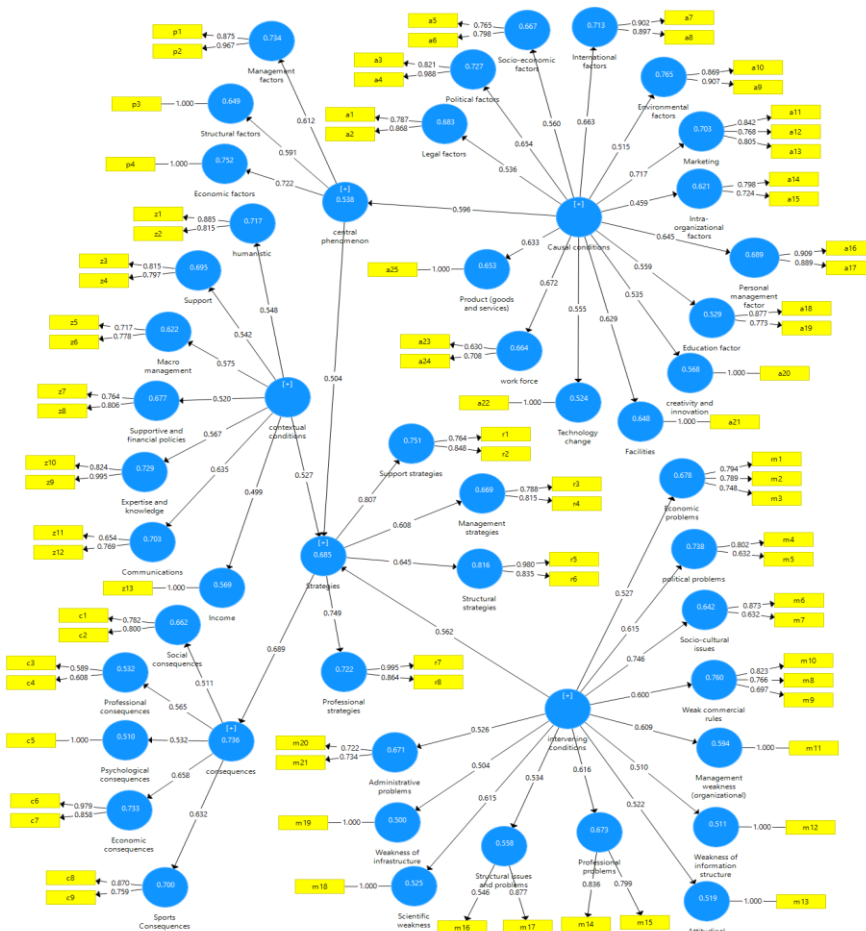 p1
0.875
p2
0.967
0.734
Management
factors
a5
0.765
a6
0.798
0.667
Socio-economic
factors
0.713
International
factors
0.902
a7
0.897
a8
a3
0.821
a4
0.988
0.727
Political factors
0.765
Environmental
factors
0.869
a10
0.907
a9
p3
1.000
0.649
Structural factors
a1
0.787
a2
0.868
0.683
Legal factors
0.703
Marketing
0.842
a11
0.768
a12
0.805
a13
p4
1.000
0.752
Economic factors
0.612
0.591
0.722
[+]
0.538
central
phenomenon
0.596
0.536
0.654
0.560
0.663
0.515
0.717
0.459
0.645
[+]
Causal conditions
0.621
Intra-
organizational
factors
0.798
a14
0.724
a15
z1
0.885
z2
0.815
0.717
humanistic
0.689
Personal
management
factor
0.909
a16
0.889
a17
z3
0.815
z4
0.797
0.695
Support
a25
1.000
0.653
Product (goods
and services)
0.633
0.672
0.555
0.629
0.535
0.559
0.529
Education factor
0.877
a18
0.773
a19
z5
0.717
z6
0.778
0.622
Macro
management
a23
0.630
a24
0.708
0.664
work force
0.568
creativity and
innovation
1.000
a20
a22
1.000
0.524
Technology
change
0.648
Facilities
1.000
a21
z7
0.764
z8
0.806
0.677
Supportive and
financial policies
0.548
0.542
0.575
0.520
0.567
0.635
0.499
[+]
contextual
conditions
0.504
0.527
z10
0.824
z9
0.995
0.729
Expertise and
knowledge
0.751
Support strategies
0.764
r1
0.848
r2
z11
0.654
z12
0.769
0.703
Communications
0.669
Management
strategies
0.788
r3
0.815
r4
z13
1.000
0.569
Income
[+]
0.685
Strategies
0.807
0.608
0.645
0.749
0.689
0.562
0.816
Structural
strategies
0.980
r5
0.835
r6
0.722
Professional
strategies
0.995
r7
0.864
r8
0.678
Economic
problems
0.794
m1
0.789
m2
0.748
m3
0.738
political problems
0.802
m4
0.632
m5
c1
0.782
c2
0.800
0.662
Social
consequences
0.642
Socio-cultural
issues
0.873
m6
0.632
m7
c3
0.589
c4
0.608
0.532
Professional
consequences
0.760
Weak commercial
rules
0.823
m10
0.766
m8
0.697
m9
c5
1.000
0.510
Psychological
consequences
0.511
0.565
0.532
0.658
0.632
[+]
0.736
consequences
[+]
intervening
conditions
0.527
0.615
0.746
0.600
0.609
0.510
0.522
0.616
0.534
0.615
0.504
0.526
0.594
Management
weakness
(organizational)
1.000
m11
m20
0.722
m21
0.734
0.671
Administrative
problems
c6
0.979
c7
0.858
0.733
Economic
consequences
m19
1.000
0.500
Weakness of
infrastructure
0.511
Weakness of
information
structure
1.000
m12
c8
0.870
c9
0.759
0.700
Sports
Consequences
m18
1.000
0.525
Scientific
weakness
0.558
Structural issues
and problems
0.546
0.877
m16
m17
0.673
Professional
problems
0.836
0.799
m14
m15
0.519
1.000
m13